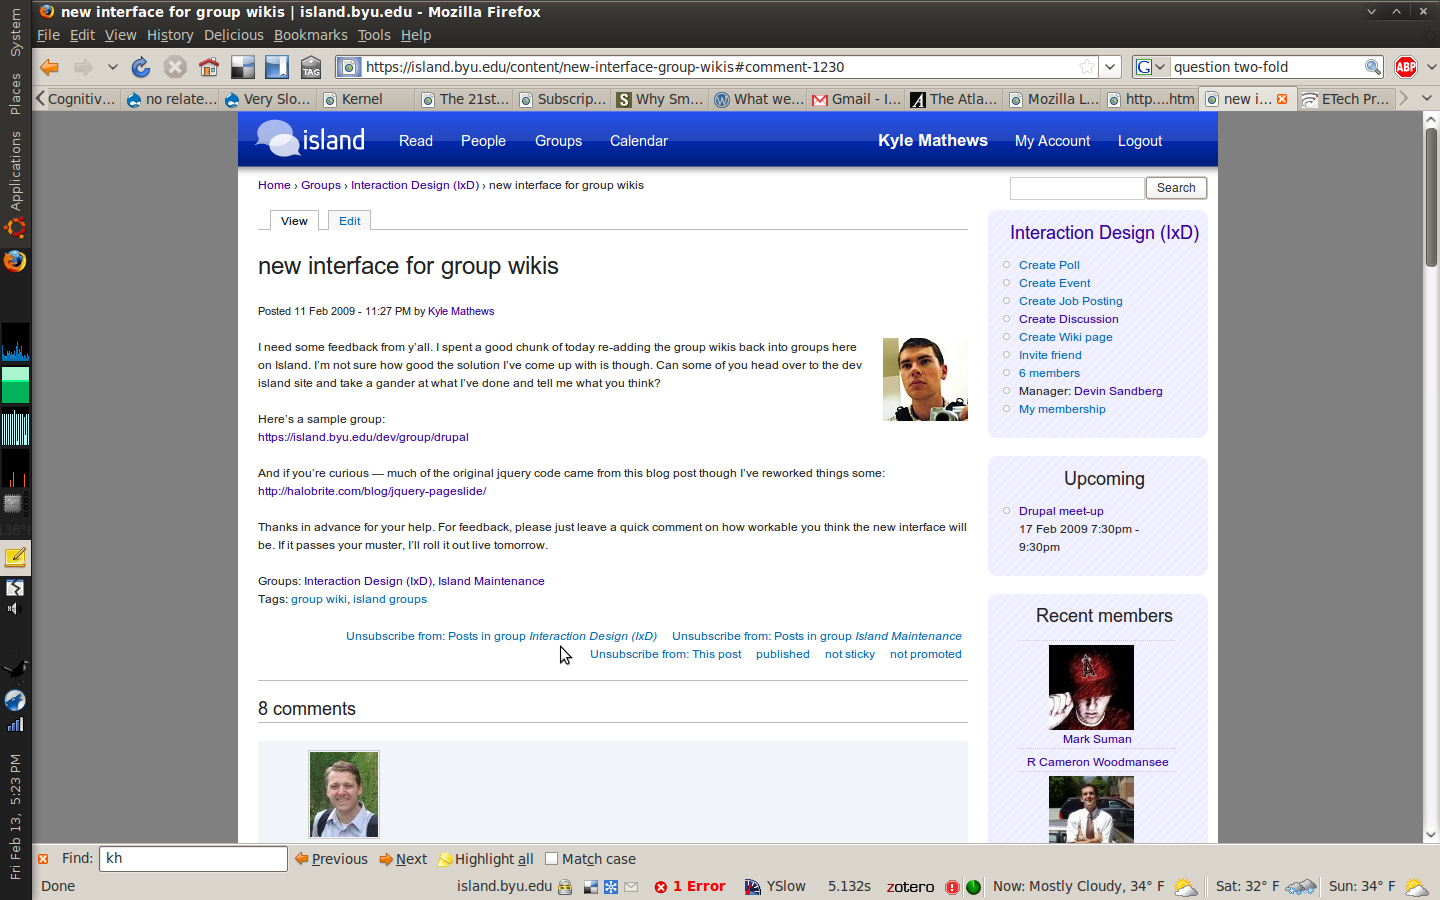 new interface for group wikis | island.byu.edu - Mozilla Firefox
File Edit View History Delicious Bookmarks Tools Help
TAG https://island.byu.edu/content/new-interface-group-wikis#comment-1230 G question two-fold ABP
Cognitiv... no relate... Very Slo... Kernel The 21st... Subscrip... Why Sm... What we... Gmail - I... The Atla... Mozilla L... http....htm new i... ETech Pr...
System
Places
Applications
Fri Feb 13, 5:23 PM
island Read People Groups Calendar Kyle Mathews My Account Logout
Home › Groups › Interaction Design (IxD) › new interface for group wikis
Search
View Edit
new interface for group wikis
Posted 11 Feb 2009 - 11:27 PM by Kyle Mathews
I need some feedback from y'all. I spent a good chunk of today re-adding the group wikis back into groups here
on Island. I'm not sure how good the solution I've come up with is though. Can some of you head over to the dev
island site and take a gander at what I've done and tell me what you think?
Here's a sample group:
https://island.byu.edu/dev/group/drupal
And if you're curious — much of the original jquery code came from this blog post though I've reworked things some:
http://halobrite.com/blog/jquery-pageslide/
Thanks in advance for your help. For feedback, please just leave a quick comment on how workable you think the new interface will
be. If it passes your muster, I'll roll it out live tomorrow.
Groups: Interaction Design (IxD), Island Maintenance
Tags: group wiki, island groups
Unsubscribe from: Posts in group Interaction Design (IxD) Unsubscribe from: Posts in group Island Maintenance
Unsubscribe from: This post published not sticky not promoted
8 comments
Interaction Design (IxD)
Create Poll
Create Event
Create Job Posting
Create Discussion
Create Wiki page
Invite friend
6 members
Manager: Devin Sandberg
My membership
Upcoming
Drupal meet-up
17 Feb 2009 7:30pm -
9:30pm
Recent members
Mark Suman
R Cameron Woodmansee
Find: kh Previous Next Highlight all Match case
Done island.byu.edu 1 Error YSlow 5.132s zotero Now: Mostly Cloudy, 34° F Sat: 32° F Sun: 34° F